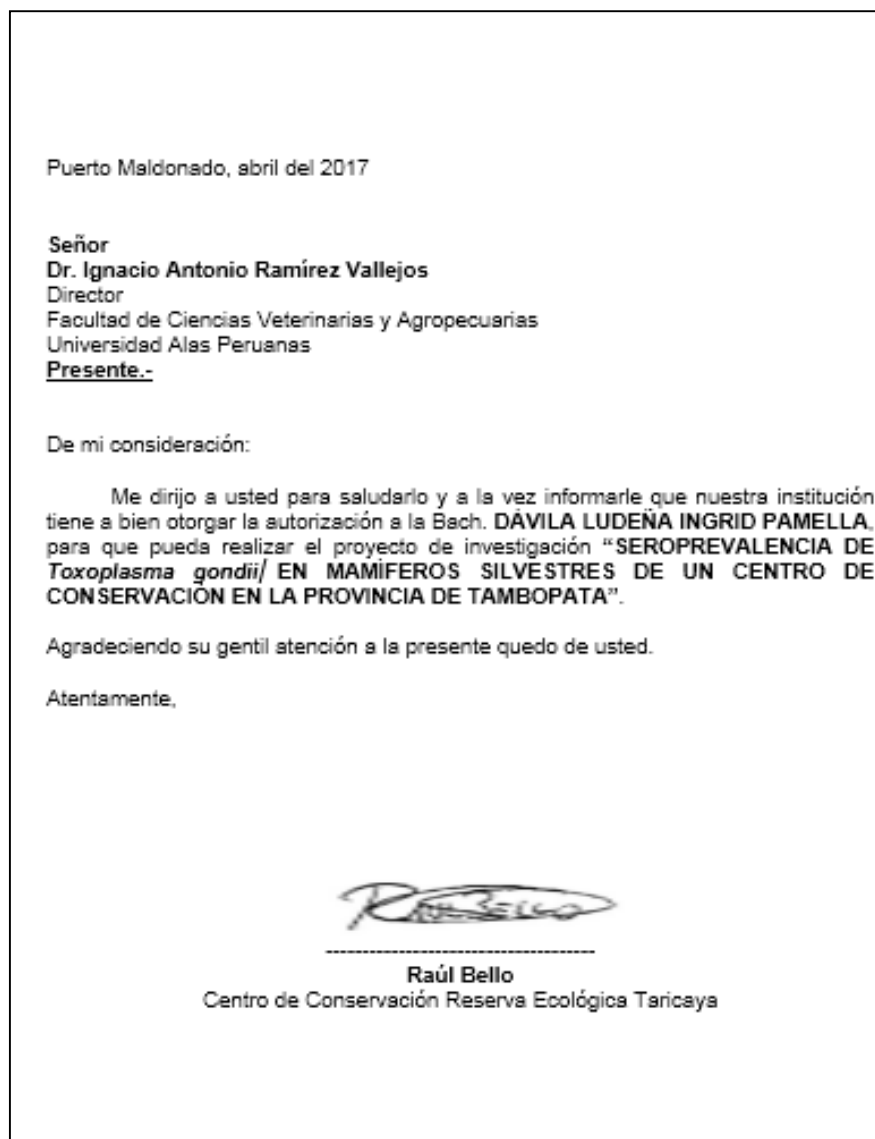 Puerto Maldonado, abril del 2017
Señor
Dr. Ignacio Antonio Ramírez Vallejos
Director
Facultad de Ciencias Veterinarias y Agropecuarias
Universidad Alas Peruanas
Presente.-
De mi consideración:
Me dirijo a usted para saludarlo y a la vez informarle que nuestra institución
tiene a bien otorgar la autorización a la Bach. DÁVILA LUDEÑA INGRID PAMELLA,
para que pueda realizar el proyecto de investigación “SEROPREVALENCIA DE
Toxoplasma gondii/ EN MAMÍFEROS SILVESTRES DE UN CENTRO DE
CONSERVACIÓN EN LA PROVINCIA DE TAMBOPATA”.
Agradeciendo su gentil atención a la presente quedo de usted.
Atentamente,
Raúl Bello
-------------------------------------
Raúl Bello
Centro de Conservación Reserva Ecológica Taricaya